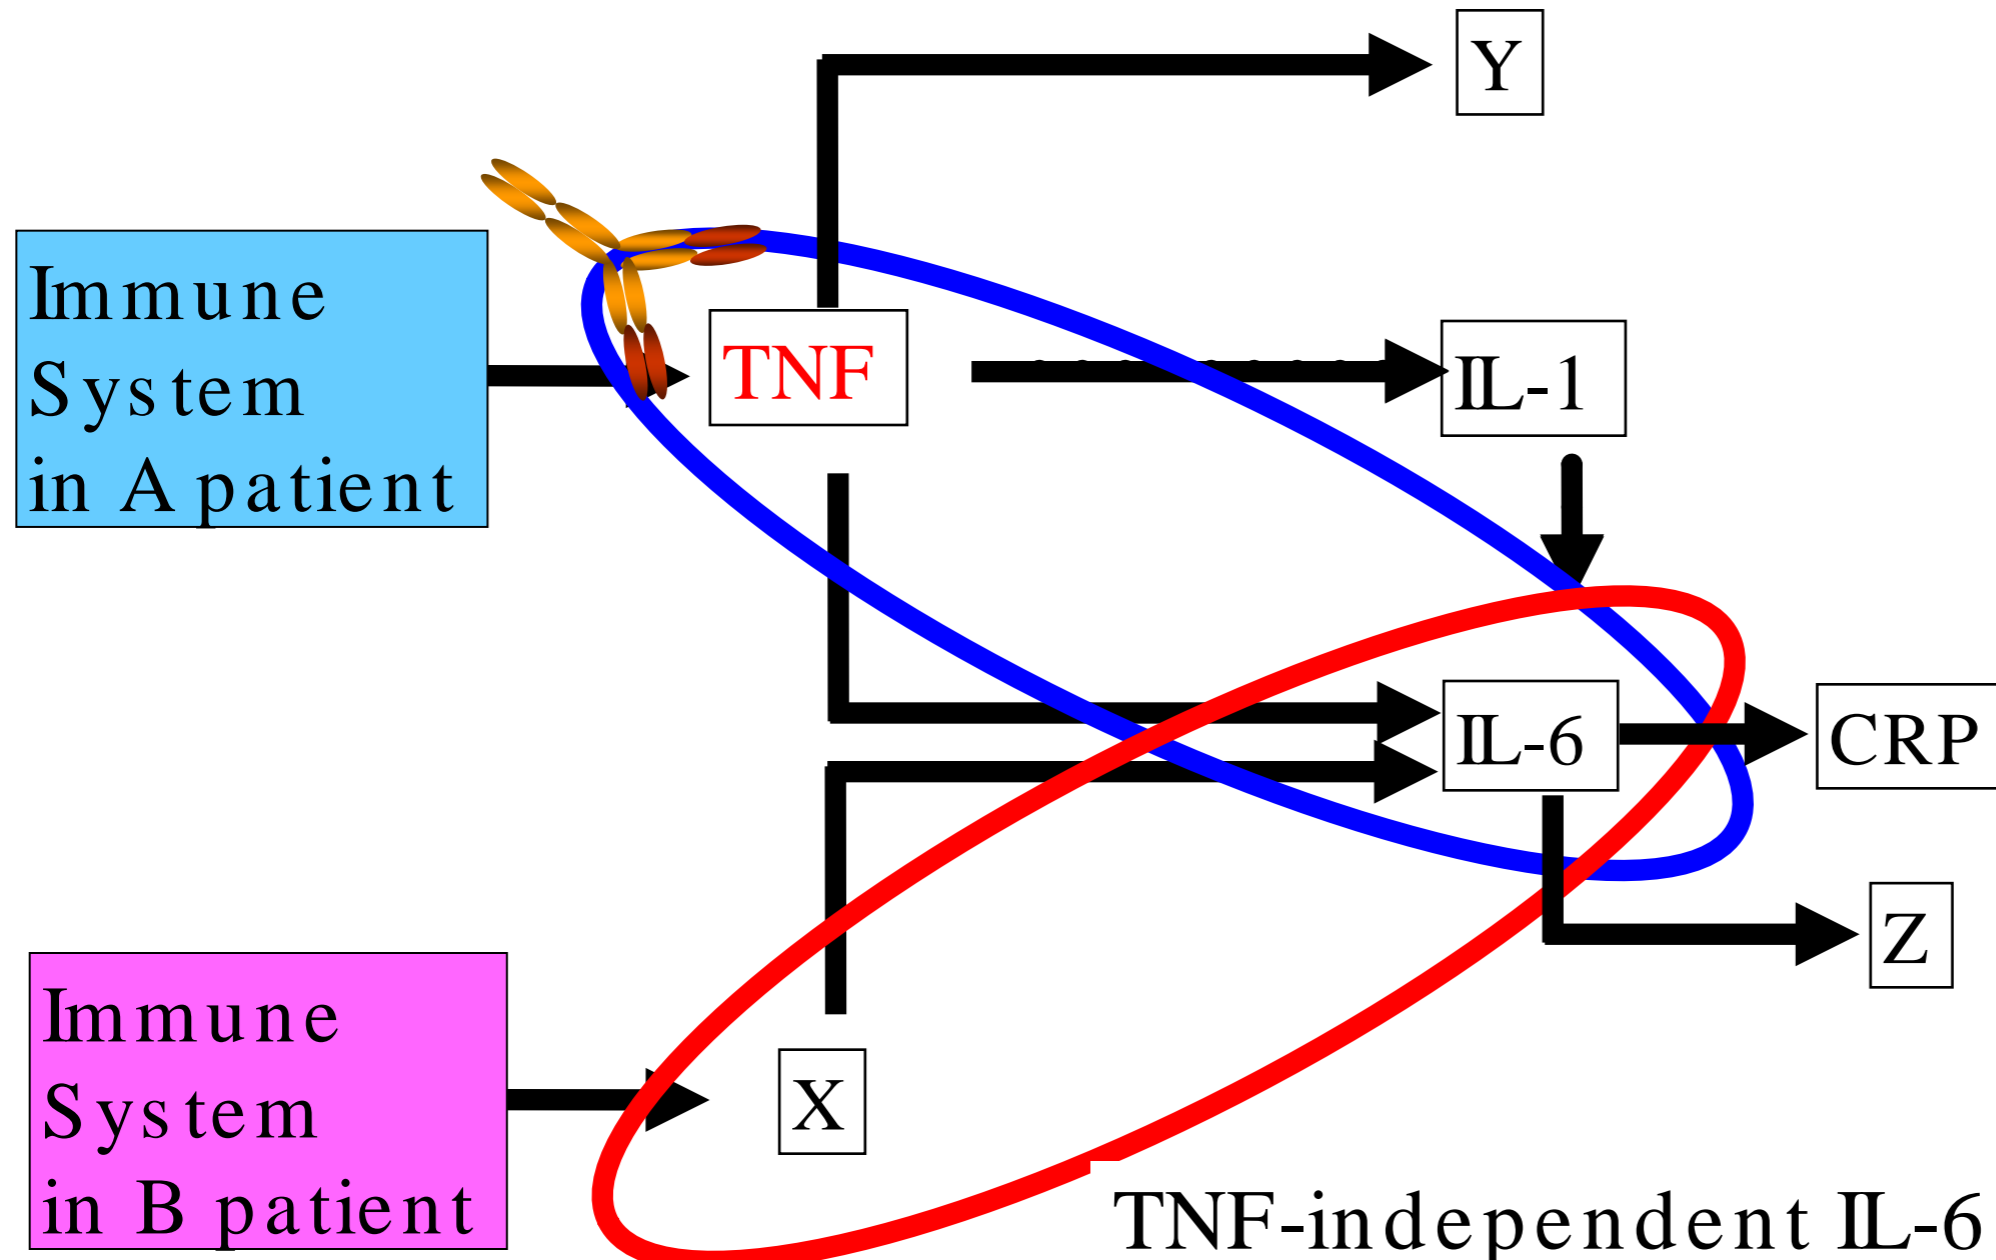 Y
Immune
System
in A patient
TNF
IL-1
IL-6
CRP
Z
Immune
System
in B patient
X
TNF-independent IL-6